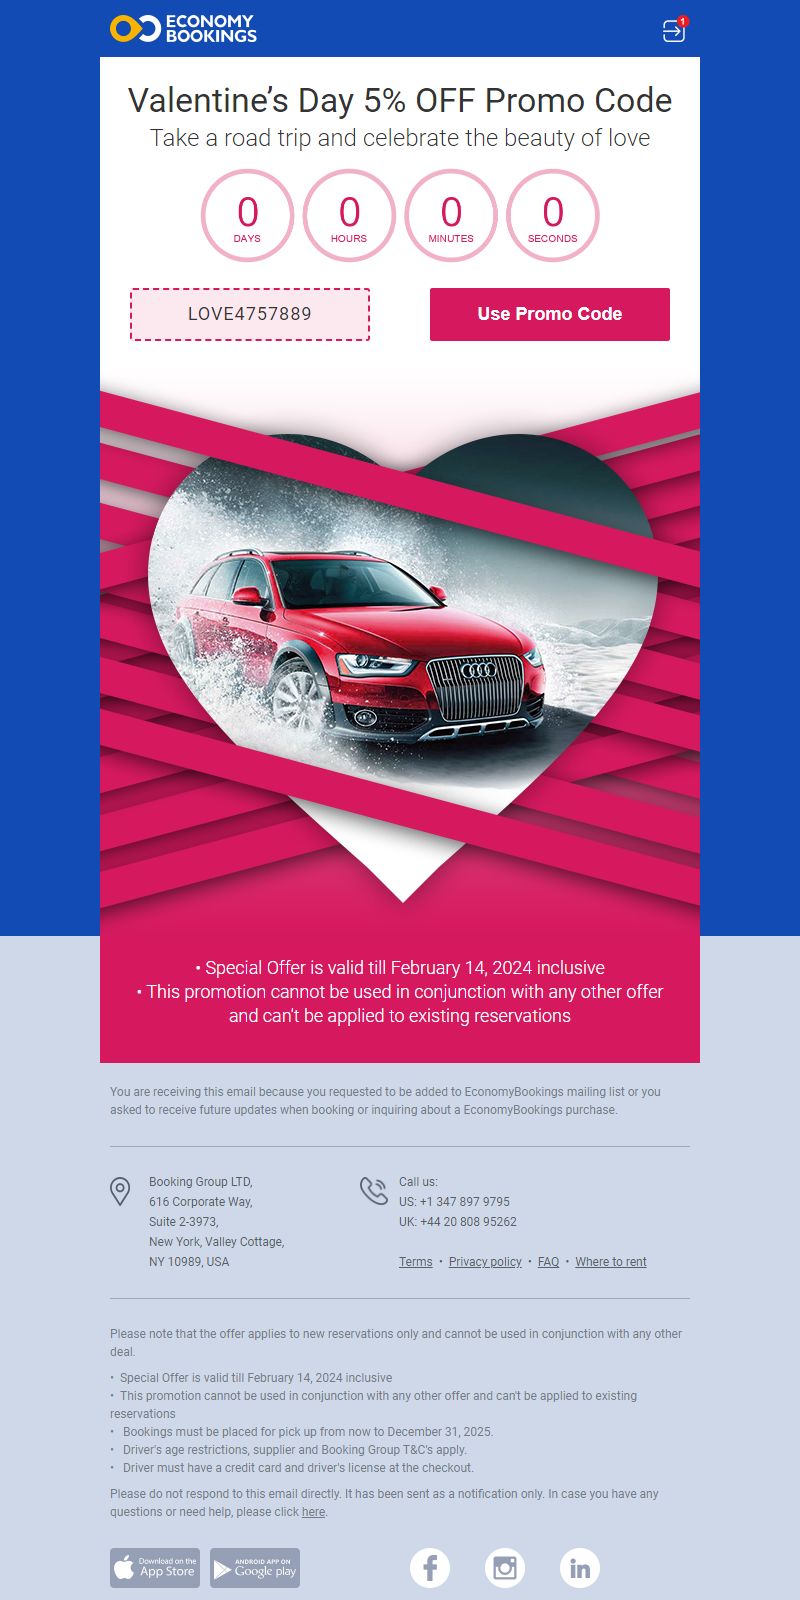 ECONOMY
BOOKINGS
1
Valentine’s Day 5% OFF Promo Code
Take a road trip and celebrate the beauty of love
0 0 0 0
DAYS HOURS MINUTES SECONDS
LOVE4757889
Use Promo Code
• Special Offer is valid till February 14, 2024 inclusive
• This promotion cannot be used in conjunction with any other offer
and can’t be applied to existing reservations
You are receiving this email because you requested to be added to EconomyBookings mailing list or you
asked to receive future updates when booking or inquiring about a EconomyBookings purchase.
Booking Group LTD,
616 Corporate Way,
Suite 2-3973,
New York, Valley Cottage,
NY 10989, USA
Call us:
US: +1 347 897 9795
UK: +44 20 808 95262
Terms • Privacy policy • FAQ • Where to rent
Please note that the offer applies to new reservations only and cannot be used in conjunction with any other
deal.
• Special Offer is valid till February 14, 2024 inclusive
• This promotion cannot be used in conjunction with any other offer and can't be applied to existing
reservations
• Bookings must be placed for pick up from now to December 31, 2025.
• Driver's age restrictions, supplier and Booking Group T&C's apply.
• Driver must have a credit card and driver's license at the checkout.
Please do not respond to this email directly. It has been sent as a notification only. In case you have any
questions or need help, please click here.
Download on the
App Store
ANDROID APP ON
Google play
f
in